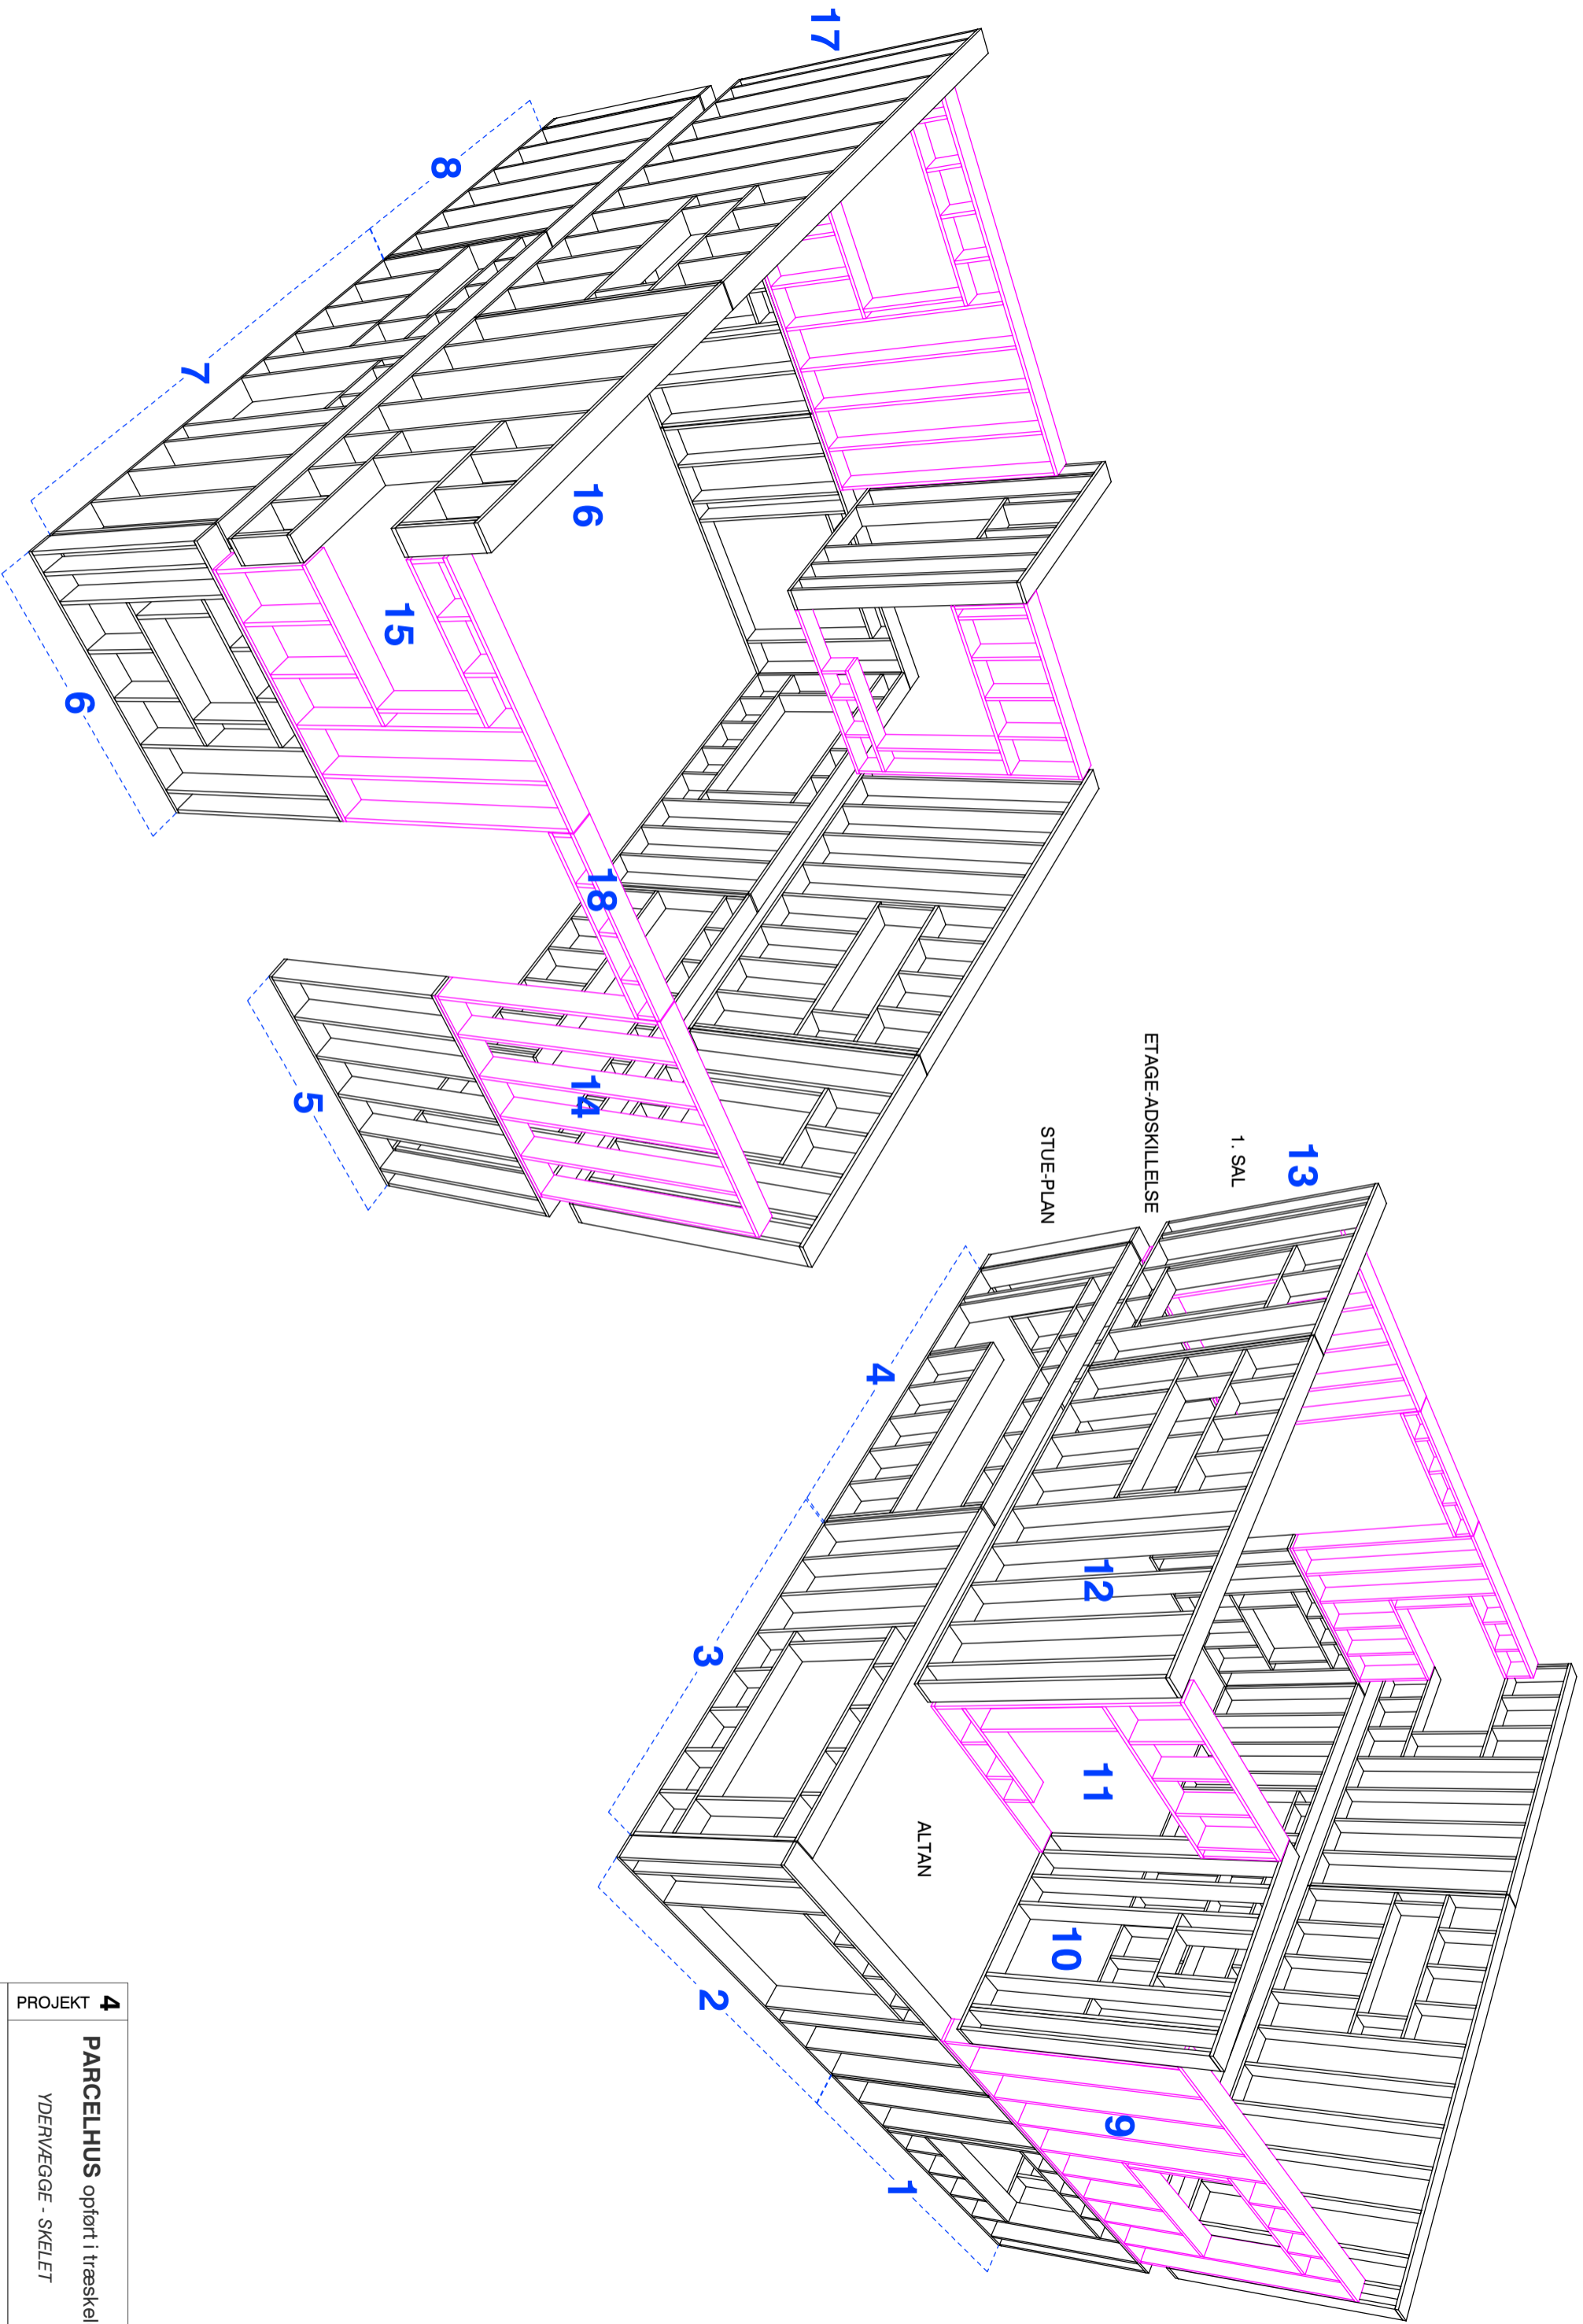 13
1. SAL
ETAGE-ADSKILLELSE
STUE-PLAN
9
12
11
10
ALTAN
1
4
3
2
17
16
18
14
8
15
5
7
6
PROJEKT 4
PARCELHUS opført i træskel
YDERVÆGGE - SKELET